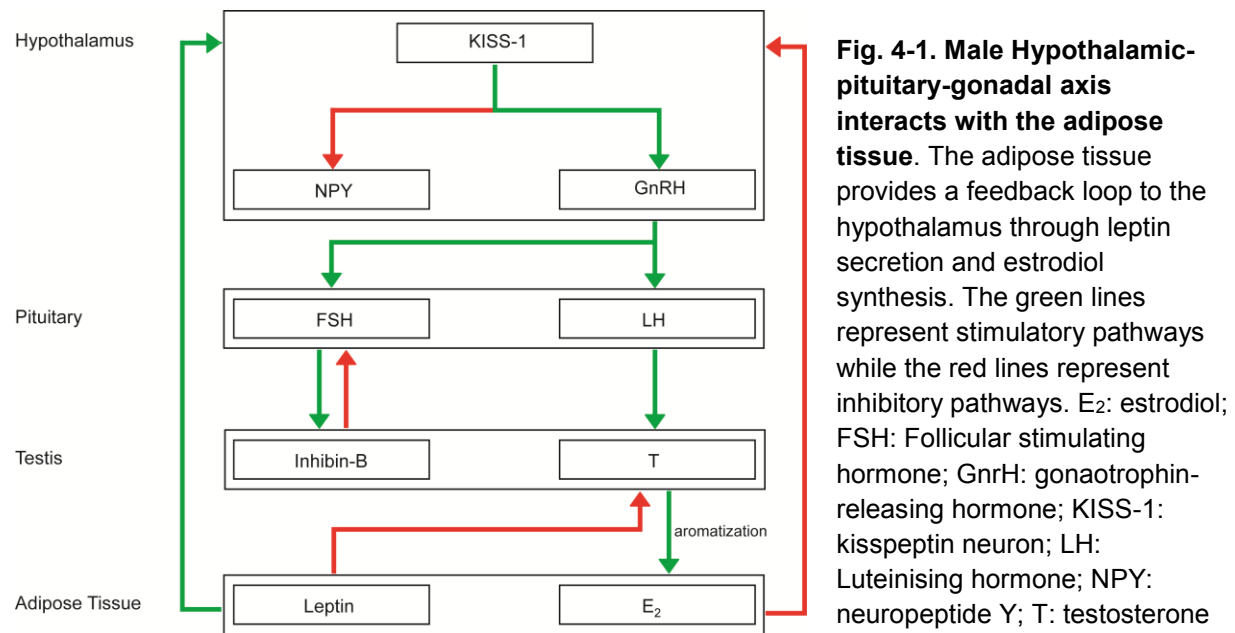 Hypothalamus
KISS-1
NPY
GnRH
Pituitary
FSH
LH
Testis
Inhibin-B
T
aromatization
Adipose Tissue
Leptin
E₂
Fig. 4-1. Male Hypothalamic-
pituitary-gonadal axis
interacts with the adipose
tissue. The adipose tissue
provides a feedback loop to the
hypothalamus through leptin
secretion and estrodiol
synthesis. The green lines
represent stimulatory pathways
while the red lines represent
inhibitory pathways. E₂: estrodiol;
FSH: Follicular stimulating
hormone; GnrH: gonaotrophin-
releasing hormone; KISS-1:
kisspeptin neuron; LH:
Luteinising hormone; NPY:
neuropeptide Y; T: testosterone